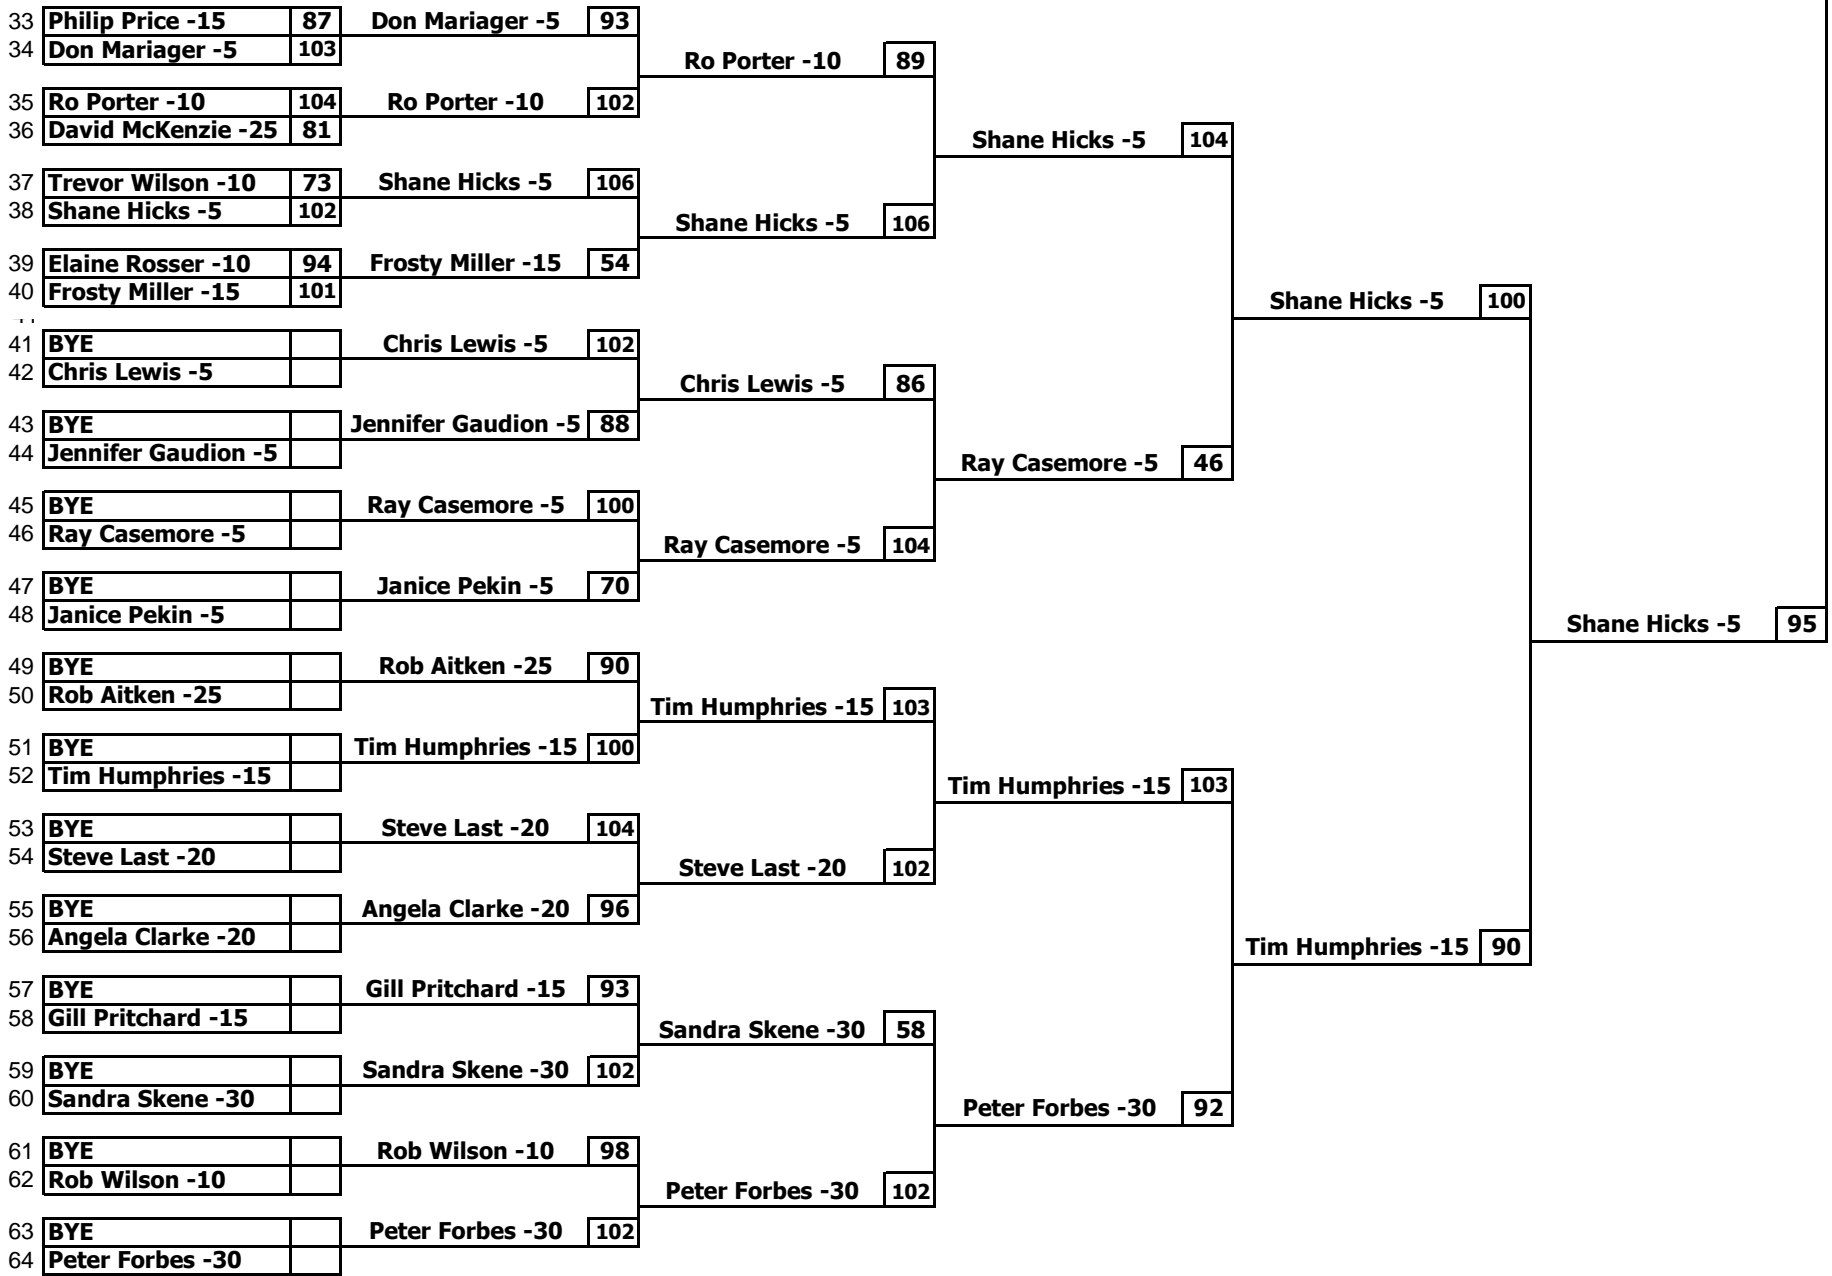 33 Philip Price -15 87 Don Mariager -5 93
34 Don Mariager -5 103
Ro Porter -10 89
35 Ro Porter -10 104 Ro Porter -10 102
36 David McKenzie -25 81
Shane Hicks -5 104
37 Trevor Wilson -10 73 Shane Hicks -5 106
38 Shane Hicks -5 102
Shane Hicks -5 106
39 Elaine Rosser -10 94 Frosty Miller -15 54
40 Frosty Miller -15 101
Shane Hicks -5 100
41 BYE Chris Lewis -5 102
42 Chris Lewis -5
Chris Lewis -5 86
43 BYE Jennifer Gaudion -5 88
44 Jennifer Gaudion -5
Ray Casemore -5 46
45 BYE Ray Casemore -5 100
46 Ray Casemore -5
Ray Casemore -5 104
47 BYE Janice Pekin -5 70
48 Janice Pekin -5
Shane Hicks -5 95
49 BYE Rob Aitken -25 90
50 Rob Aitken -25
Tim Humphries -15 103
51 BYE Tim Humphries -15 100
52 Tim Humphries -15
Tim Humphries -15 103
53 BYE Steve Last -20 104
54 Steve Last -20
Steve Last -20 102
55 BYE Angela Clarke -20 96
56 Angela Clarke -20
Tim Humphries -15 90
57 BYE Gill Pritchard -15 93
58 Gill Pritchard -15
Sandra Skene -30 58
59 BYE Sandra Skene -30 102
60 Sandra Skene -30
Peter Forbes -30 92
61 BYE Rob Wilson -10 98
62 Rob Wilson -10
Peter Forbes -30 102
63 BYE Peter Forbes -30 102
64 Peter Forbes -30